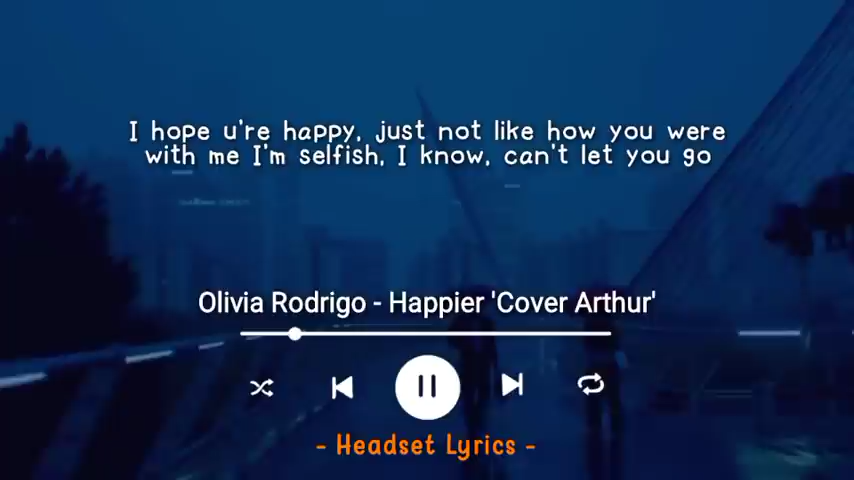 I hope u're happy, just not like how you were
with me I'm selfish, I know, can't let you go
Olivia Rodrigo - Happier 'Cover Arthur'
- Headset Lyrics -